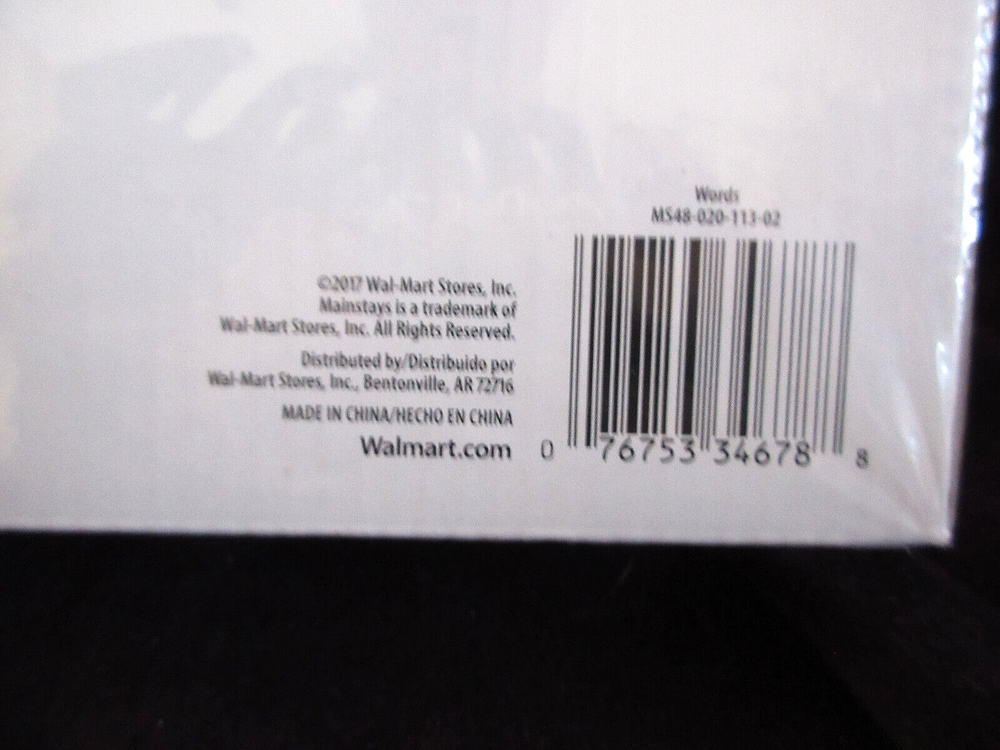 Words
MS48-020-113-02
©2017 Wal-Mart Stores, Inc.
Mainstays is a trademark of
Wal-Mart Stores, Inc. All Rights Reserved.
Distributed by/Distribuido por
Wal-Mart Stores, Inc., Bentonville, AR 72716
MADE IN CHINA/HECHO EN CHINA
Walmart.com
0 76753 34678 8